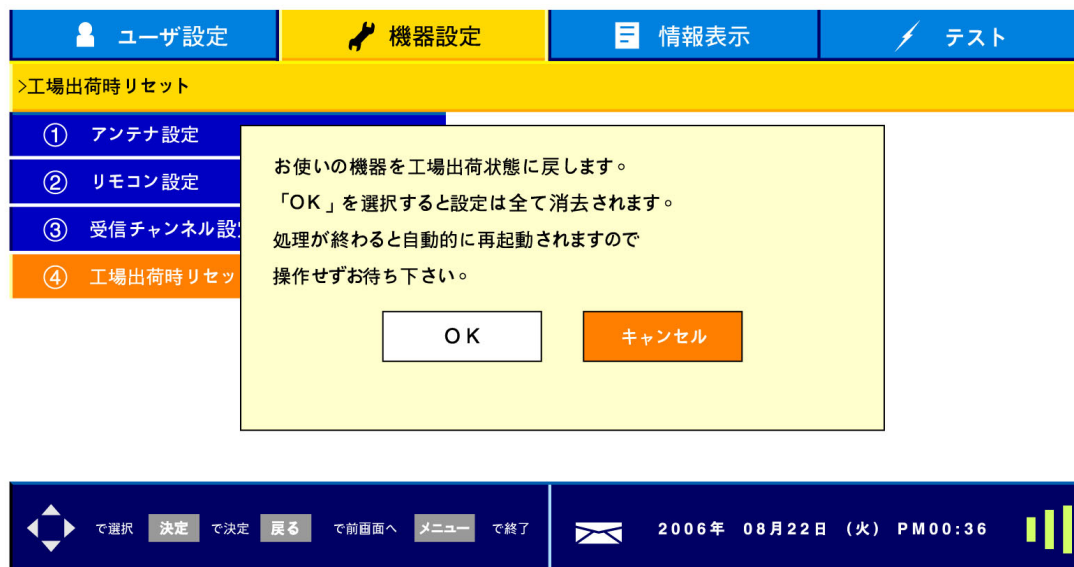 ユーザ設定 機器設定 情報表示 テスト
>工場出荷時リセット
① アンテナ設定
② リモコン設定
③ 受信チャンネル設
④ 工場出荷時リセッ
お使いの機器を工場出荷状態に戻します。
「OK」を選択すると設定は全て消去されます。
処理が終わると自動的に再起動されますので
操作せずお待ち下さい。
OK キャンセル
で選択 決定 で決定 戻る で前画面へ メニュー で終了 2006年 08月22日 (火) PM00:36